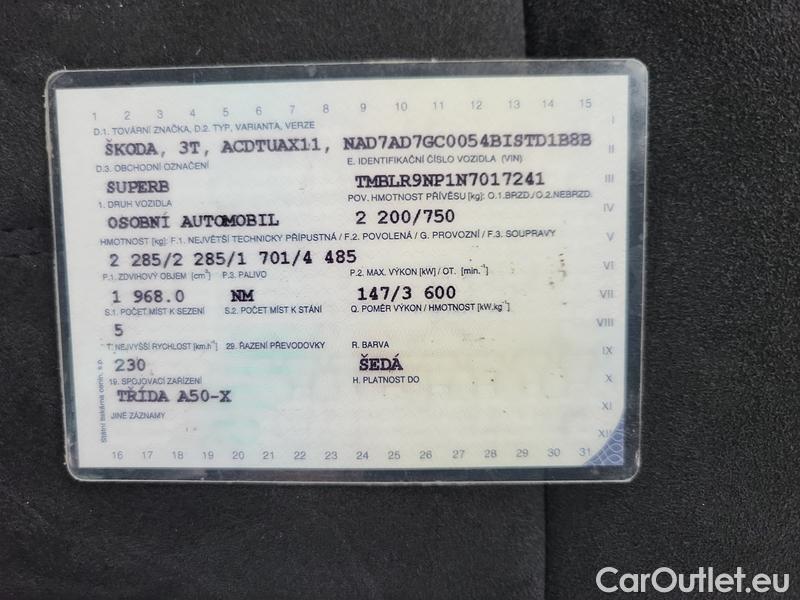 1 2 3 4 5 6 7 8 9 10 11 12 13 14 15
D.1. TOVÁRNÍ ZNAČKA, D.2. TYP, VARIANTA, VERZE
ŠKODA, 3T, ACDTUAX11, NAD7AD7GC0054BISTD1B8B
D.3. OBCHODNÍ OZNAČENÍ E. IDENTIFIKAČNÍ ČÍSLO VOZIDLA (VIN)
SUPERB TMBLR9NP1N7017241
1. DRUH VOZIDLA POV. HMOTNOST PŘÍVĚSU [kg]: O.1.BRZD./O.2.NEBRZD.
OSOBNÍ AUTOMOBIL 2 200/750
HMOTNOST [kg]: F.1. NEJVĚTŠÍ TECHNICKY PŘÍPUSTNÁ / F.2. POVOLENÁ / G. PROVOZNÍ / F.3. SOUPRAVY
2 285/2 285/1 701/4 485
P.1. ZDVIHOVÝ OBJEM [cm³] P.3. PALIVO P.2. MAX. VÝKON [kW] / OT. [min.⁻¹]
1 968.0 NM 147/3 600
S.1. POČET MÍST K SEZENÍ S.2. POČET MÍST K STÁNÍ Q. POMĚR VÝKON / HMOTNOST [kW.kg⁻¹]
5
T. NEJVYŠŠÍ RYCHLOST [km.h⁻¹] 29. ŘAZENÍ PŘEVODOVKY R. BARVA
230 ŠEDÁ
19. SPOJOVACÍ ZAŘÍZENÍ H. PLATNOST DO
TŘÍDA A50-X
JINÉ ZÁZNAMY
16 17 18 19 20 21 22 23 24 25 26 27 28 29 30 31
I
II
III
IV
V
VI
VII
VIII
IX
X
XI
XII
Státní tiskárna cenin, s.p.
CarOutlet.eu